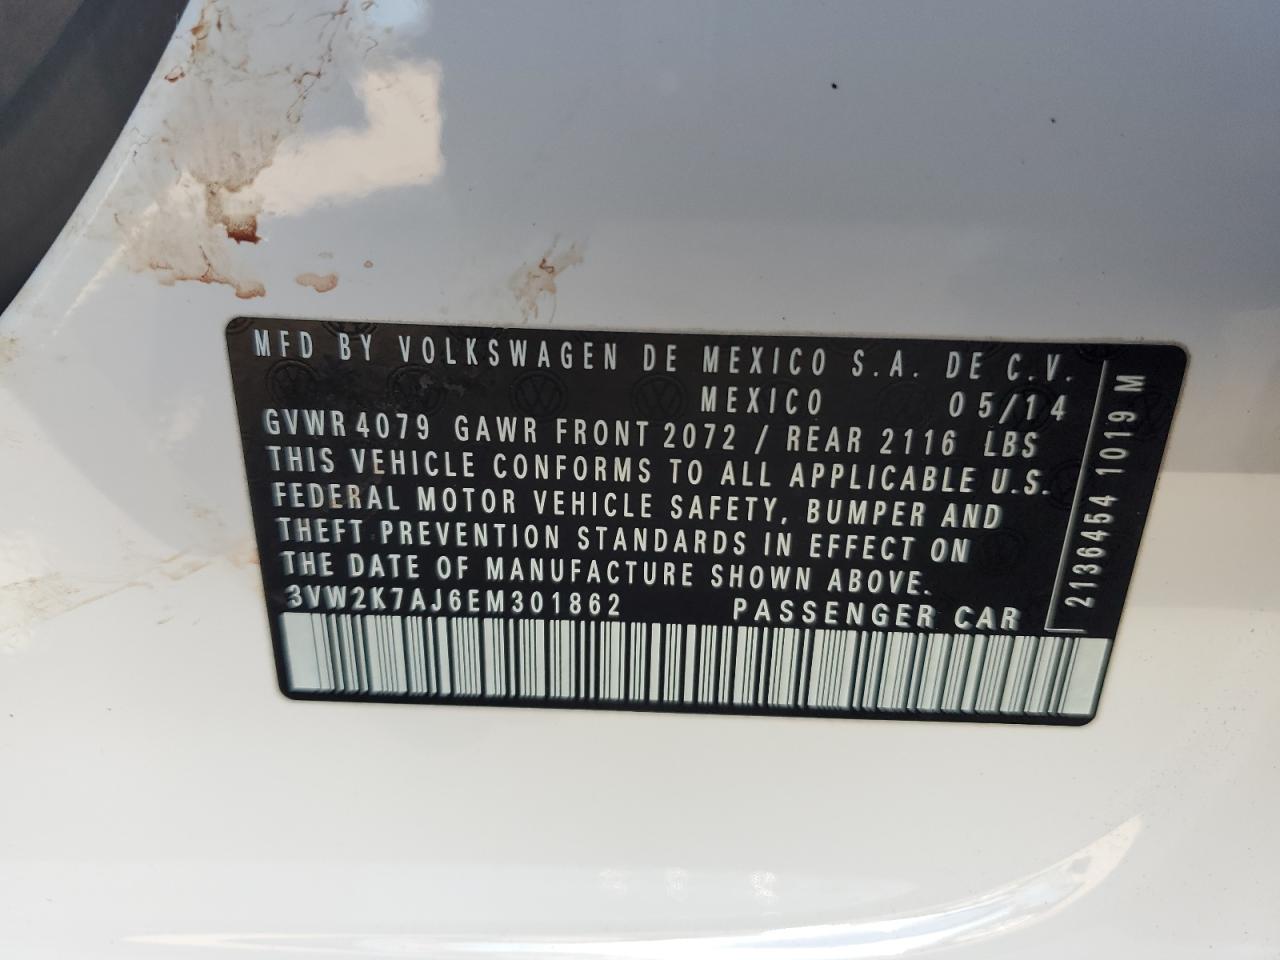 MFD BY VOLKSWAGEN DE MEXICO S.A. DE C.V.
MEXICO 05/14
GVWR 4079 GAWR FRONT 2072 / REAR 2116 LBS
THIS VEHICLE CONFORMS TO ALL APPLICABLE U.S.
FEDERAL MOTOR VEHICLE SAFETY, BUMPER AND
THEFT PREVENTION STANDARDS IN EFFECT ON
THE DATE OF MANUFACTURE SHOWN ABOVE.
3VW2K7AJ6EM301862 PASSENGER CAR
2136454 1019 M